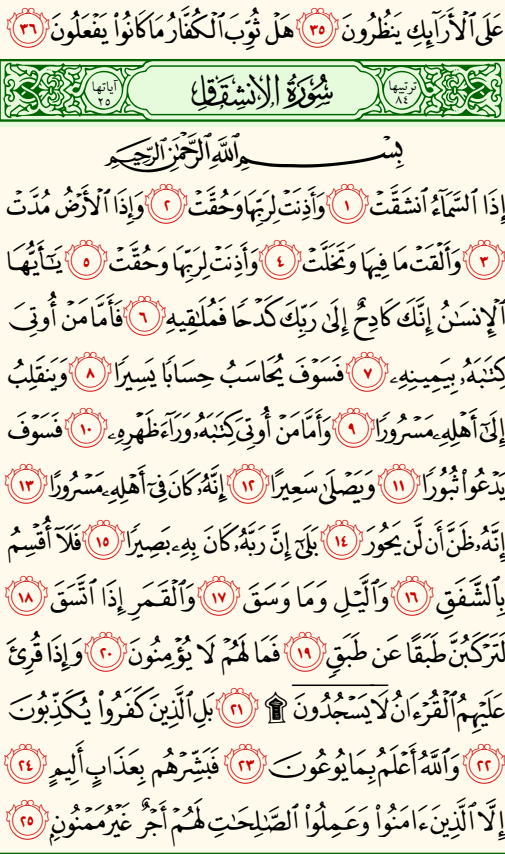 عَلَى ٱلْأَرَآئِكِ يَنظُرُونَ ٣٥ هَلْ ثُوِّبَ ٱلْكُفَّارُ مَا كَانُوا۟ يَفْعَلُونَ ٣٦
ترتيبها ٨٤ سُورَةُ الِانْشِقَاقِ آياتها ٢٥
بِسْمِ ٱللَّهِ ٱلرَّحْمَٰنِ ٱلرَّحِيمِ
إِذَا ٱلسَّمَآءُ ٱنشَقَّتْ ١ وَأَذِنَتْ لِرَبِّهَا وَحُقَّتْ ٢ وَإِذَا ٱلْأَرْضُ مُدَّتْ
٣ وَأَلْقَتْ مَا فِيهَا وَتَخَلَّتْ ٤ وَأَذِنَتْ لِرَبِّهَا وَحُقَّتْ ٥ يَٰٓأَيُّهَا
ٱلْإِنسَٰنُ إِنَّكَ كَادِحٌ إِلَىٰ رَبِّكَ كَدْحًا فَمُلَٰقِيهِ ٦ فَأَمَّا مَنْ أُوتِىَ
كِتَٰبَهُۥ بِيَمِينِهِۦ ٧ فَسَوْفَ يُحَاسَبُ حِسَابًا يَسِيرًا ٨ وَيَنقَلِبُ
إِلَىٰٓ أَهْلِهِۦ مَسْرُورًا ٩ وَأَمَّا مَنْ أُوتِىَ كِتَٰبَهُۥ وَرَآءَ ظَهْرِهِۦ ١٠ فَسَوْفَ
يَدْعُوا۟ ثُبُورًا ١١ وَيَصْلَىٰ سَعِيرًا ١٢ إِنَّهُۥ كَانَ فِىٓ أَهْلِهِۦ مَسْرُورًا ١٣
إِنَّهُۥ ظَنَّ أَن لَّن يَحُورَ ١٤ بَلَىٰٓ إِنَّ رَبَّهُۥ كَانَ بِهِۦ بَصِيرًا ١٥ فَلَآ أُقْسِمُ
بِٱلشَّفَقِ ١٦ وَٱلَّيْلِ وَمَا وَسَقَ ١٧ وَٱلْقَمَرِ إِذَا ٱتَّسَقَ ١٨
لَتَرْكَبُنَّ طَبَقًا عَن طَبَقٍ ١٩ فَمَا لَهُمْ لَا يُؤْمِنُونَ ٢٠ وَإِذَا قُرِئَ
عَلَيْهِمُ ٱلْقُرْءَانُ لَا يَسْجُدُونَ ۩ ٢١ بَلِ ٱلَّذِينَ كَفَرُوا۟ يُكَذِّبُونَ
٢٢ وَٱللَّهُ أَعْلَمُ بِمَا يُوعُونَ ٢٣ فَبَشِّرْهُم بِعَذَابٍ أَلِيمٍ ٢٤
إِلَّا ٱلَّذِينَ ءَامَنُوا۟ وَعَمِلُوا۟ ٱلصَّٰلِحَٰتِ لَهُمْ أَجْرٌ غَيْرُ مَمْنُونٍۭ ٢٥